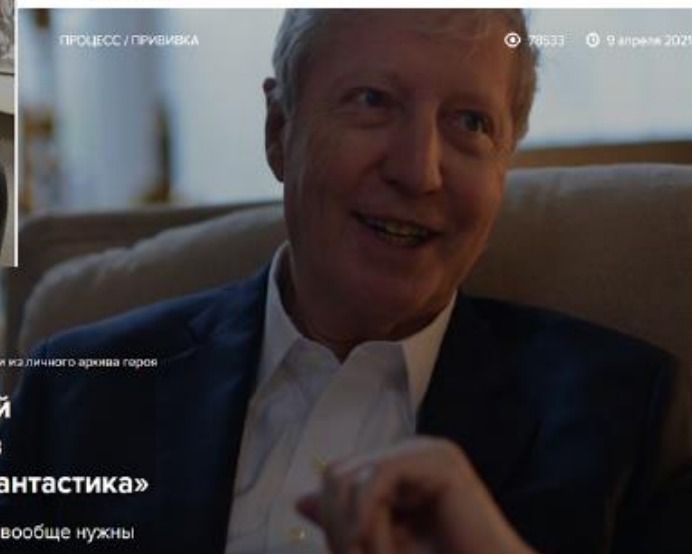 ПРОЦЕСС / ПРИВИВКА
78533
9 апреля 2021
и из личного архива героя
й
в
антастика»
вообще нужны